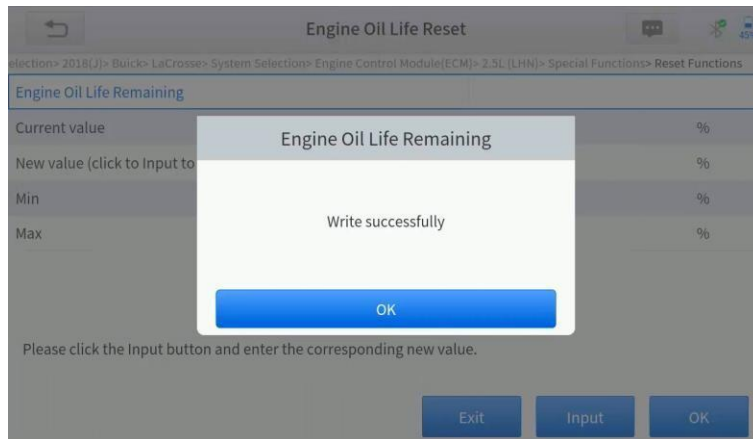 Engine Oil Life Reset
45%
election> 2018(J)> Buick> LaCrosse> System Selection> Engine Control Module(ECM)> 2.5L (LHN)> Special Functions> Reset Functions
Engine Oil Life Remaining
Current value %
New value (click to Input to %
Min %
Max %
Engine Oil Life Remaining
Write successfully
OK
Please click the Input button and enter the corresponding new value.
Exit Input OK